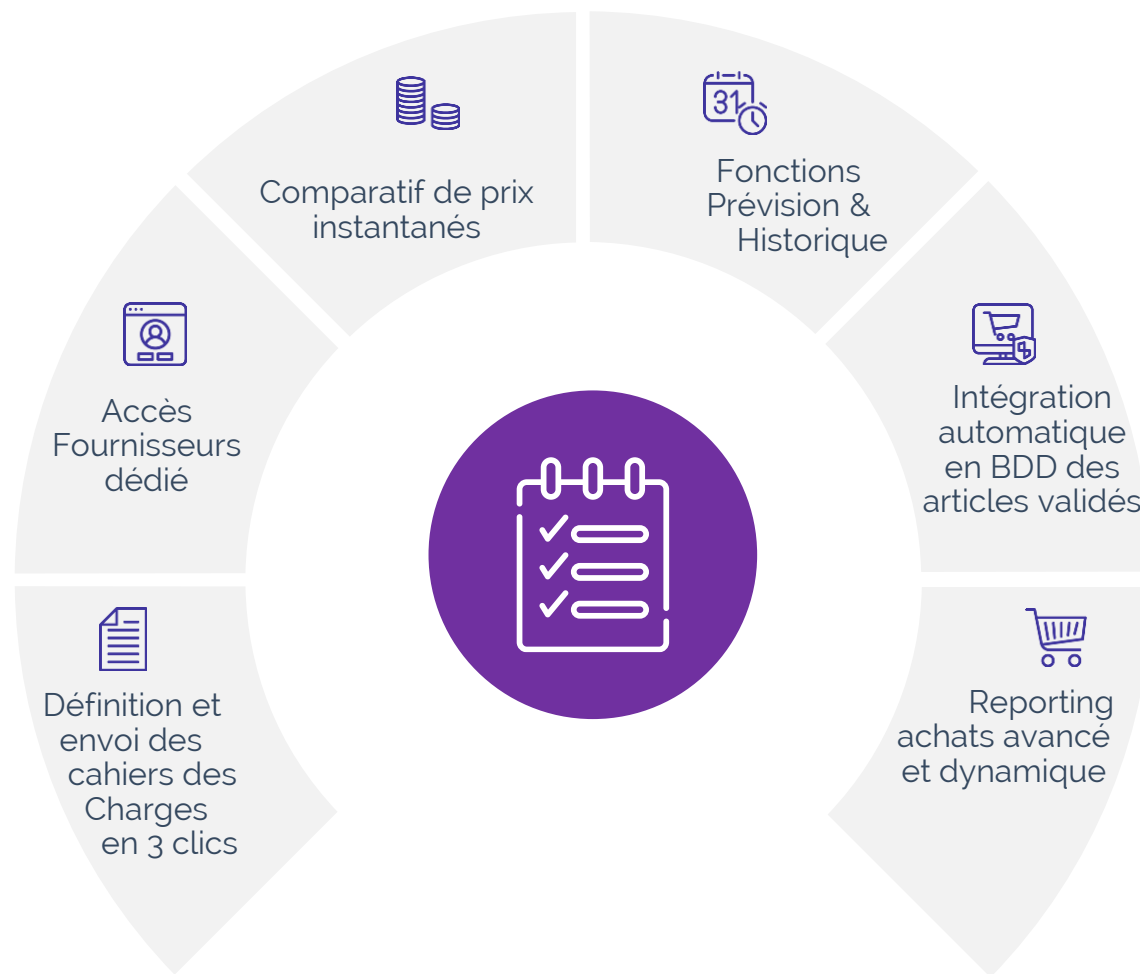 31
Comparatif de prix
instantanés
Fonctions
Prévision &
Historique
Accès
Fournisseurs
dédié
Intégration
automatique
en BDD des
articles validés
Définition et
envoi des
cahiers des
Charges
en 3 clics
Reporting
achats avancé
et dynamique